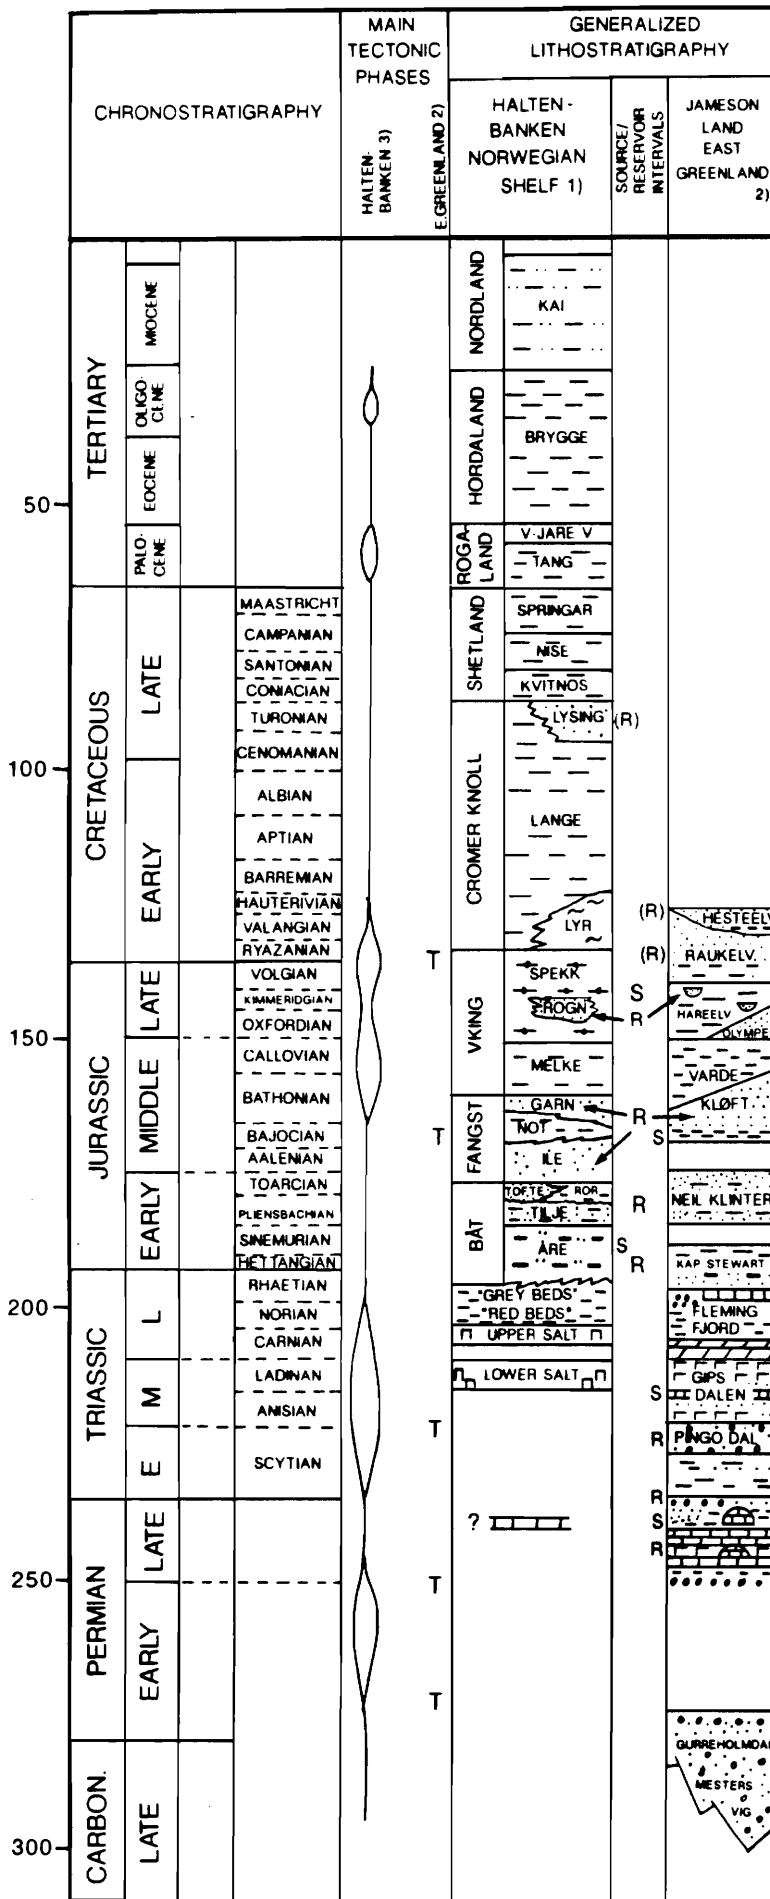 MAIN
TECTONIC
PHASES
GENERALIZED
LITHOSTRATIGRAPHY
CHRONOSTRATIGRAPHY
HALTEN-
BANKEN 3)
E.GREENLAND 2)
HALTEN-
BANKEN
NORWEGIAN
SHELF 1)
SOURCE/
RESERVOIR
INTERVALS
JAMESON
LAND
EAST
GREENLAND
2)
50
100
150
200
250
300
TERTIARY
CRETACEOUS
JURASSIC
TRIASSIC
PERMIAN
CARBON.
MIOCENE
OLIGO-
CENE
EOCENE
PALO-
CENE
LATE
EARLY
LATE
MIDDLE
EARLY
L
M
E
LATE
EARLY
LATE
MAASTRICHT
CAMPANIAN
SANTONIAN
CONIACIAN
TURONIAN
CENOMANIAN
ALBIAN
APTIAN
BARREMIAN
HAUTERIVIAN
VALANGIAN
RYAZANIAN
VOLGIAN
KIMMERIDGIAN
OXFORDIAN
CALLOVIAN
BATHONIAN
BAJOCIAN
AALENIAN
TOARCIAN
PLIENSBACHIAN
SINEMURIAN
HETTANGIAN
RHAETIAN
NORIAN
CARNIAN
LADINAN
ANISIAN
SCYTIAN
T
T
T
T
T
NORDLAND
HORDALAND
ROGA-
LAND
SHETLAND
CROMER KNOLL
VKING
FANGST
BÅT
KAI
BRYGGE
V JARE V
TANG
SPRINGAR
NISE
KVITNOS
LYSING
LANGE
LYR
SPEKK
ROGN
MELKE
GARN
NOT
ILE
TOFTE ROR
TILJE
ÅRE
"GREY BEDS"
"RED BEDS"
UPPER SALT
LOWER SALT
?
(R)
(R)
(R)
S
R
R
S
R
S
R
S
R
R
S
R
HESTEELV
RAUKELV.
HAREELV
OLYMPE
VARDE
KLØFT
NEIL KLINTER
KAP STEWART
FLEMING
FJORD
GIPS
DALEN
PINGO DAL
GURREHOLMDAL
MESTERS
VIG